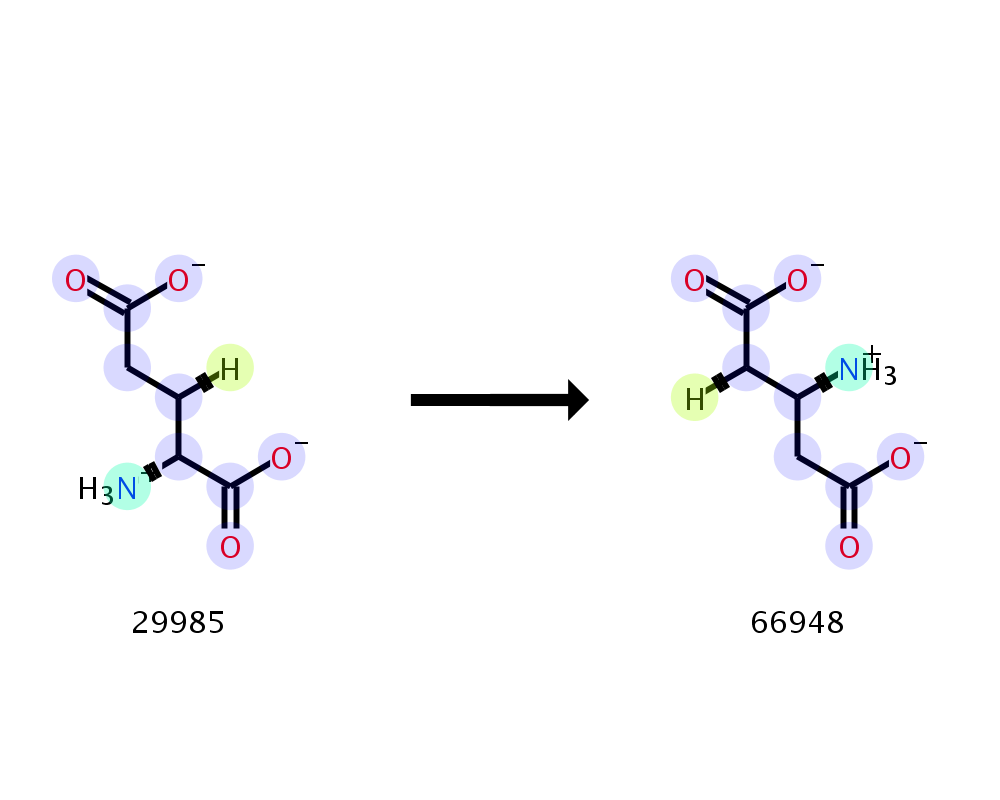 O O⁻ O O⁻
H H NH₃⁺
O⁻ O⁻
H₃N⁺
O O
29985 66948